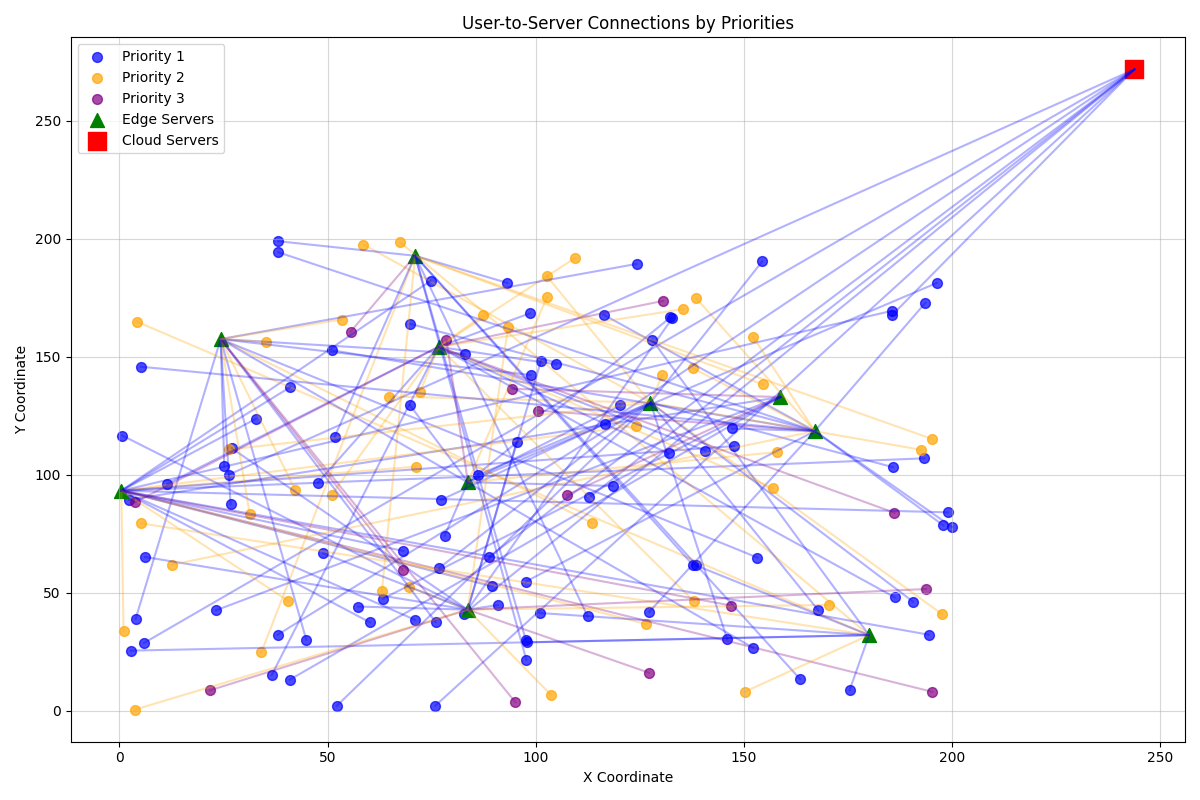 User-to-Server Connections by Priorities
Priority 1
Priority 2
Priority 3
Edge Servers
Cloud Servers
Y Coordinate
250
200
150
100
50
0
0
50
100
150
200
250
X Coordinate